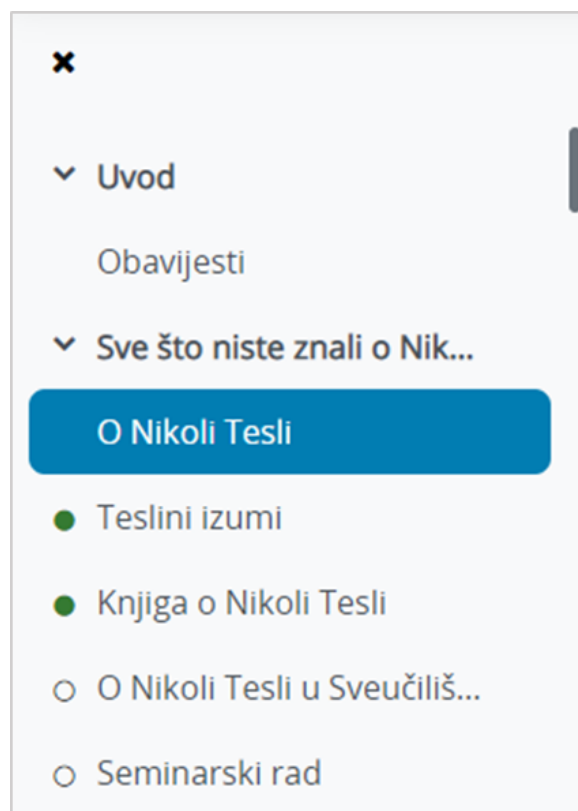 Uvod
Obavijesti
Sve što niste znali o Nik...
O Nikoli Tesli
Teslini izumi
Knjiga o Nikoli Tesli
O Nikoli Tesli u Sveučiliš...
Seminarski rad